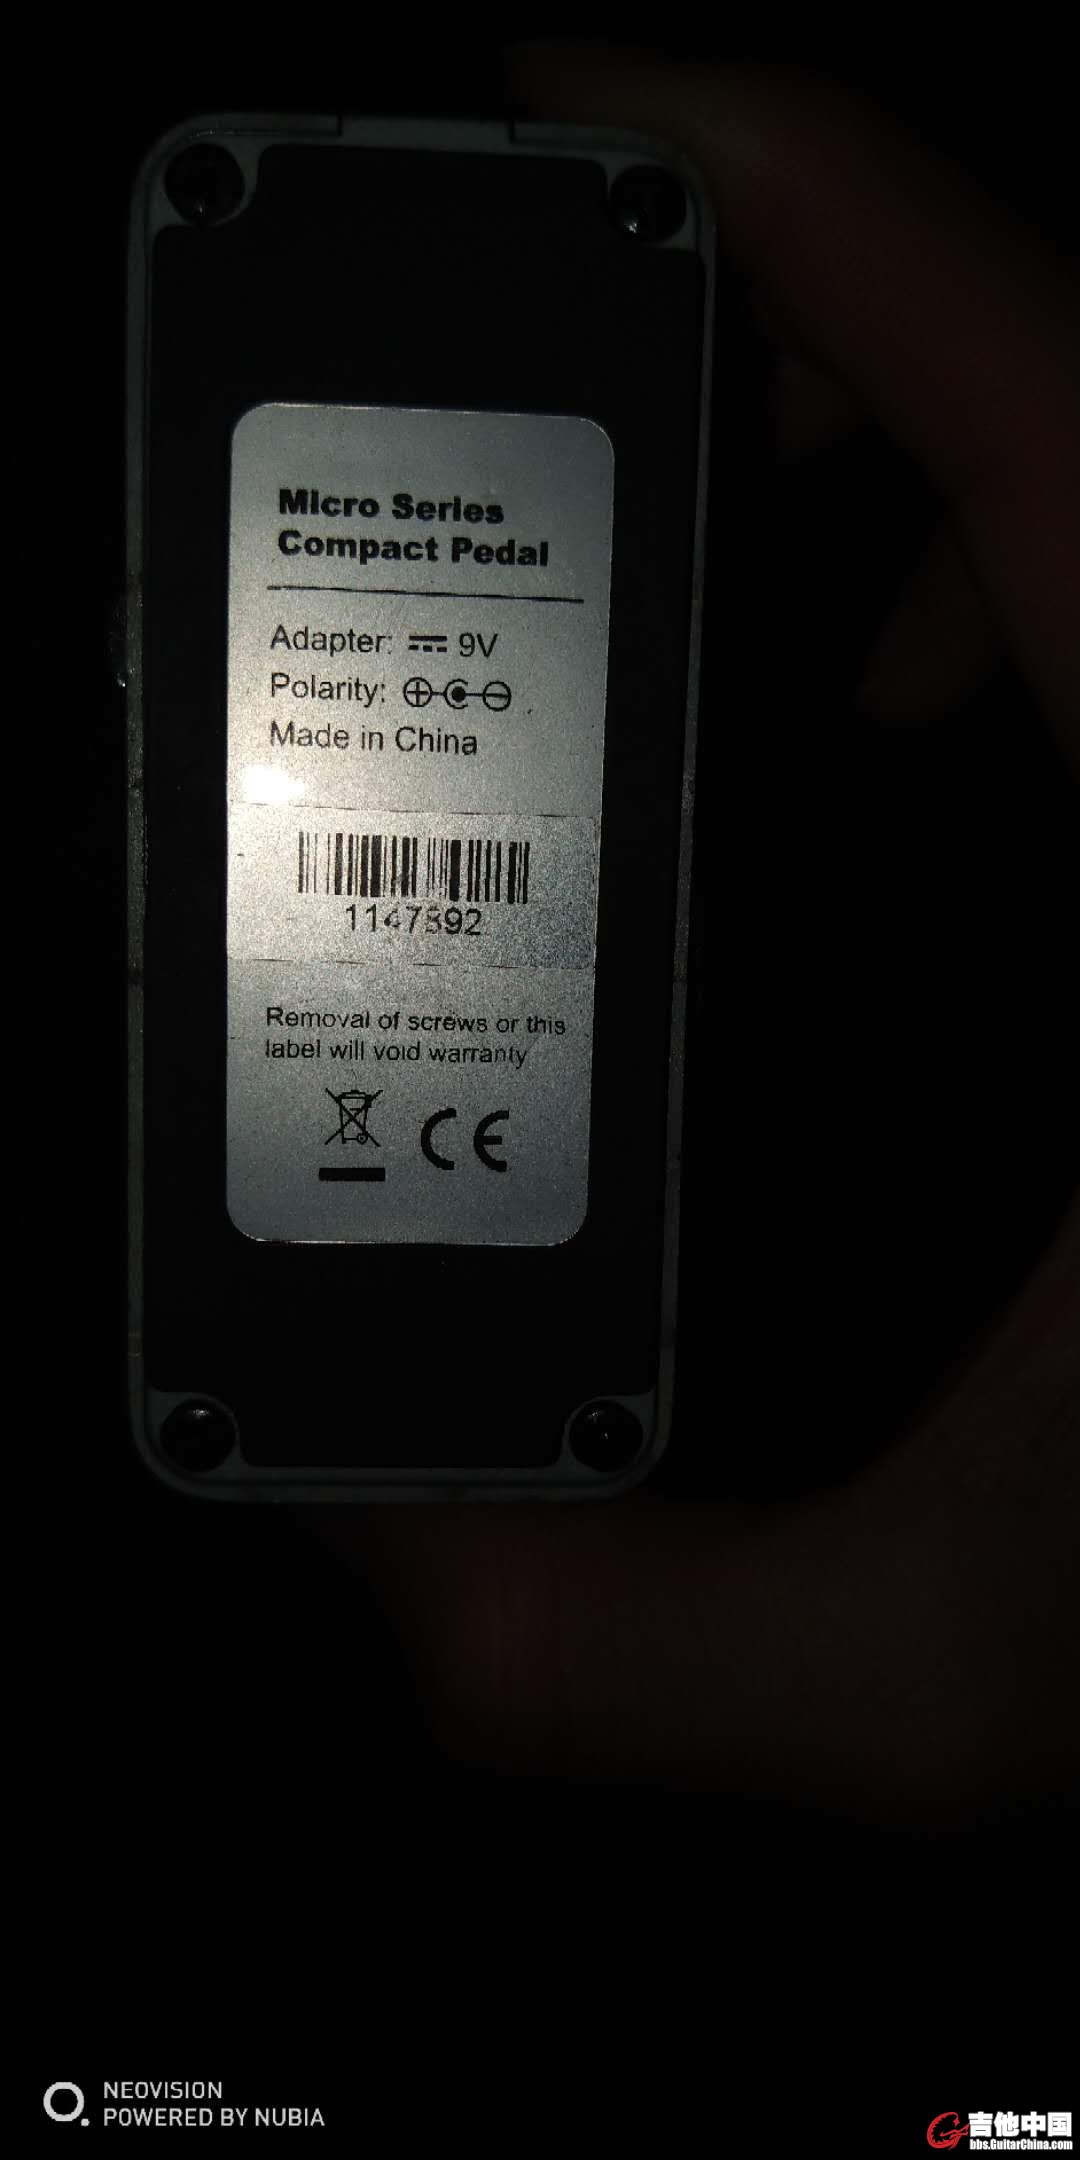 Micro Series
Compact Pedal
Adapter: 9V
Polarity:
Made in China
1147892
Removal of screws or this
label will void warranty
CE
NEOVISION
POWERED BY NUBIA
吉他中国
bbs.GuitarChina.com